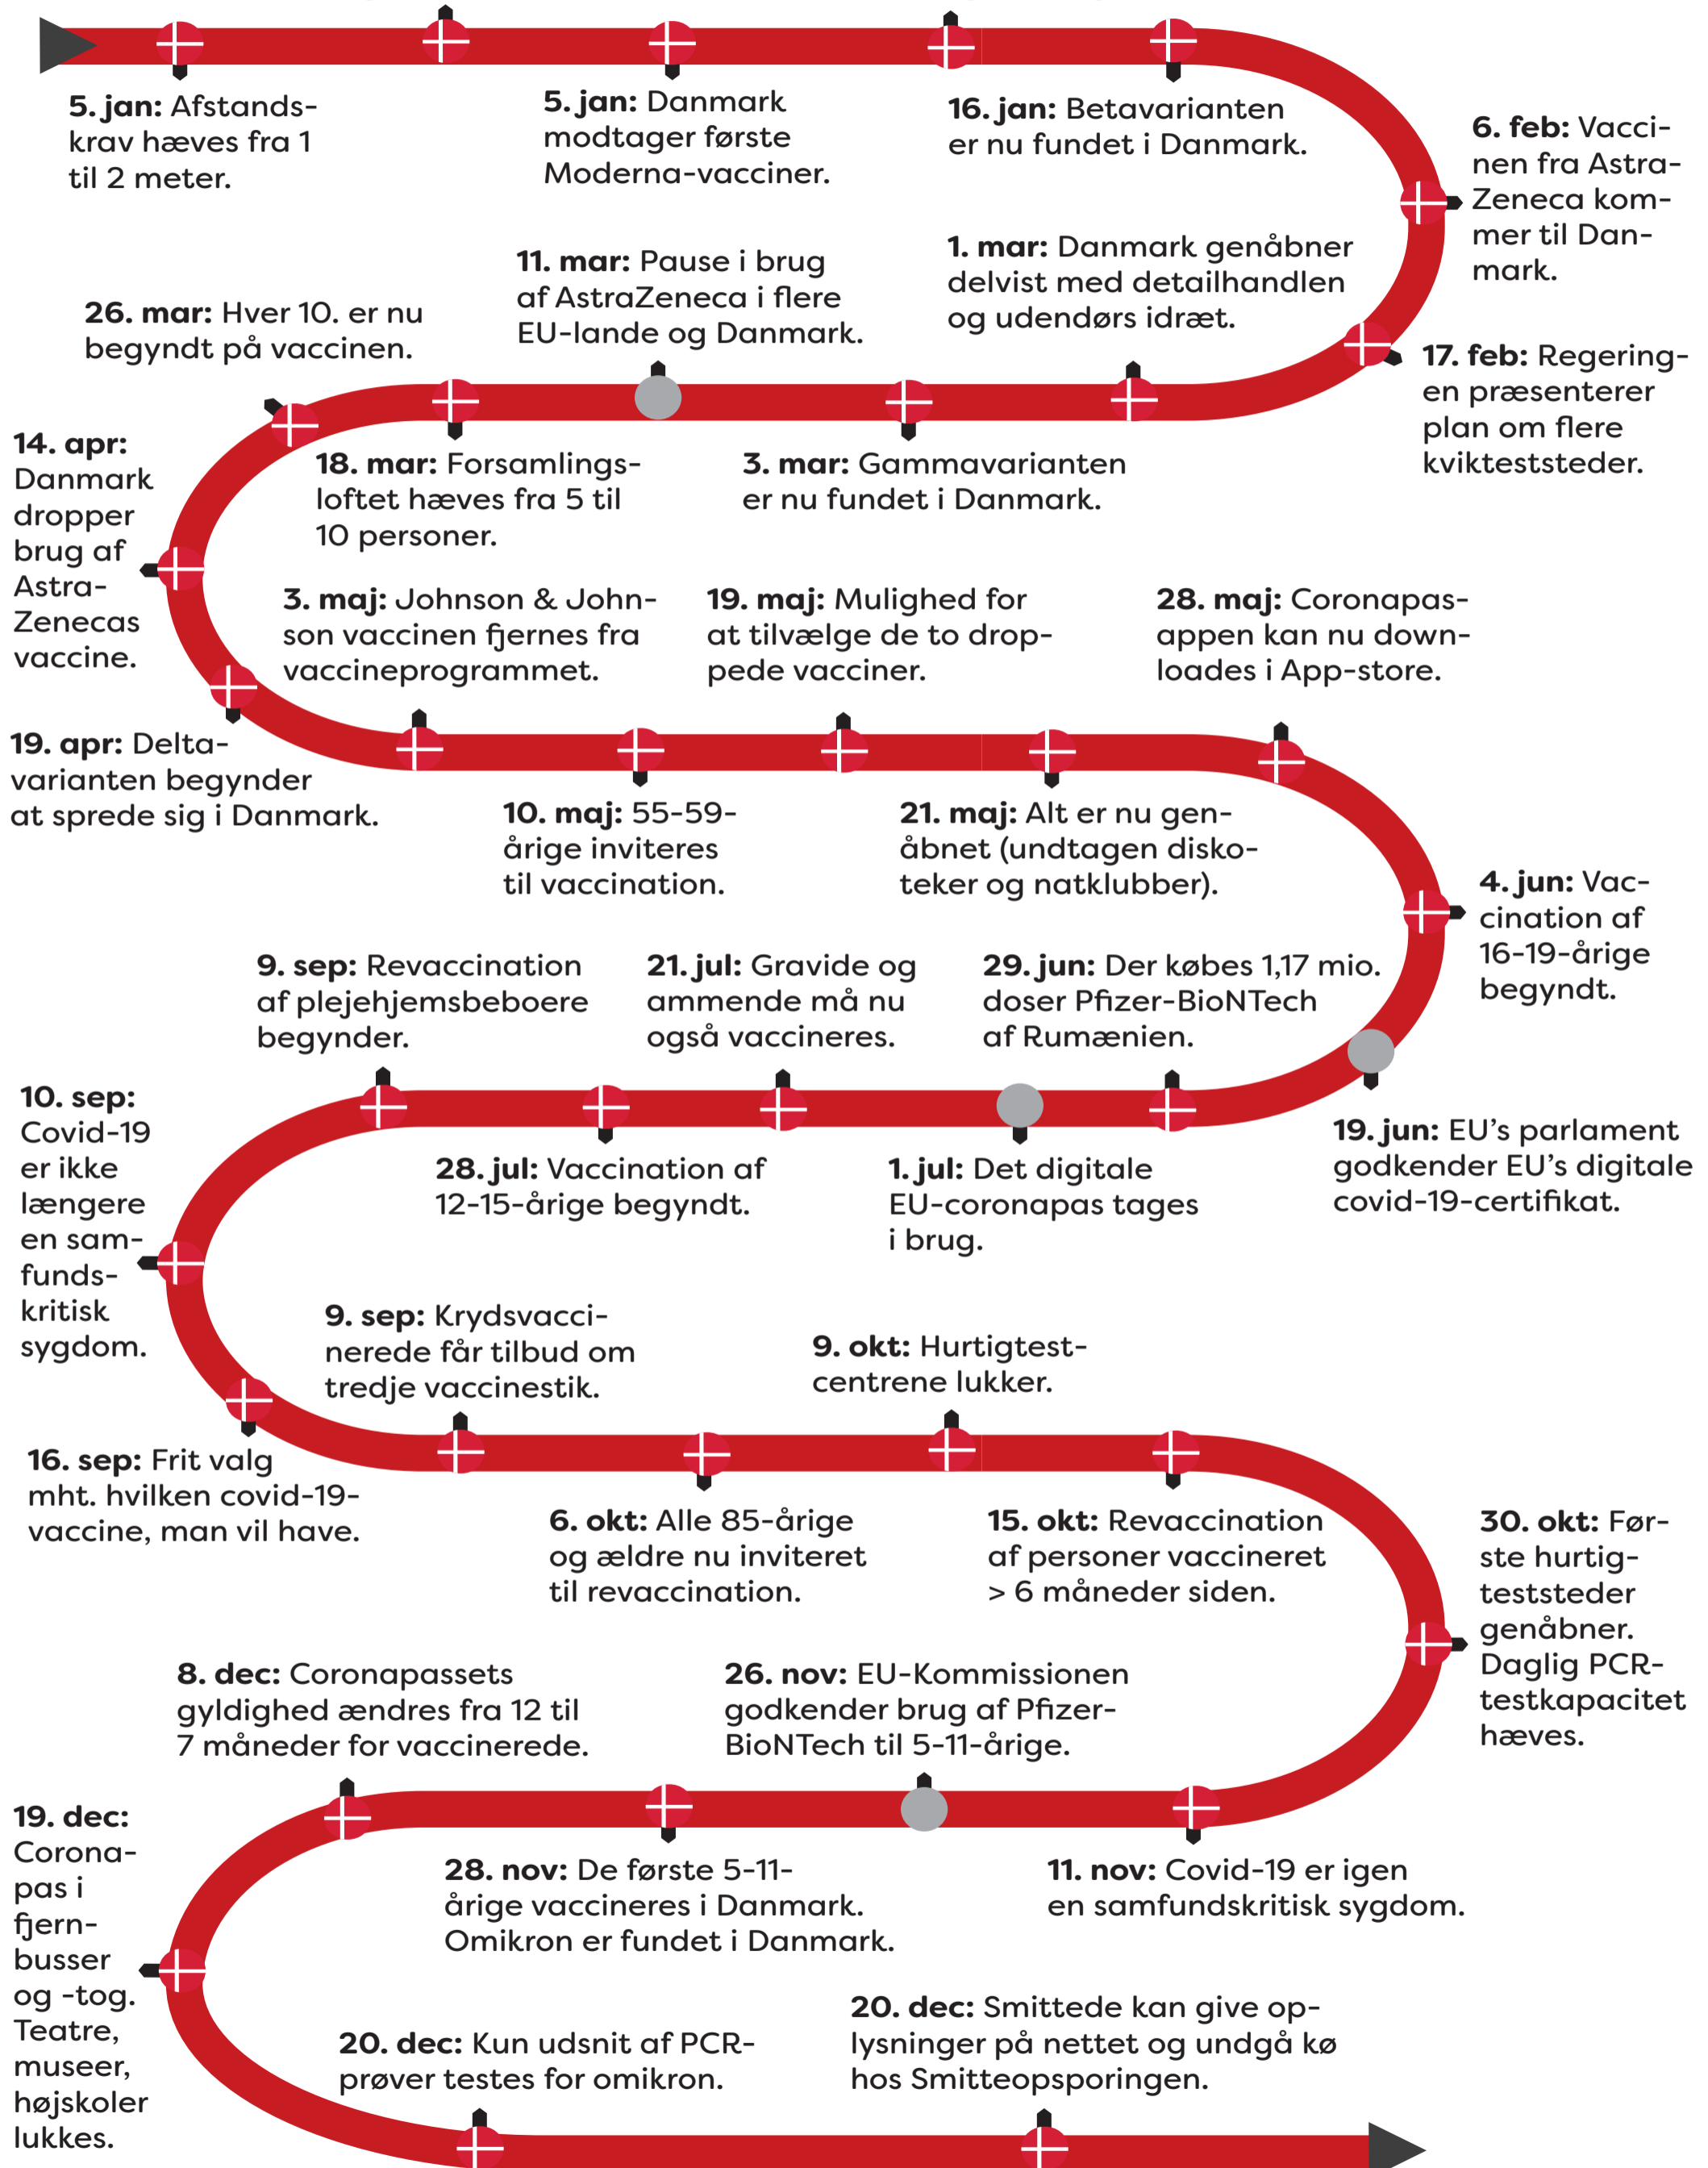 5. jan: Afstands-
krav hæves fra 1
til 2 meter.
5. jan: Danmark
modtager første
Moderna-vacciner.
16. jan: Betavarianten
er nu fundet i Danmark.
6. feb: Vacci-
nen fra Astra-
Zeneca kom-
mer til Dan-
mark.
17. feb: Regering-
en præsenterer
plan om flere
kvikteststeder.
1. mar: Danmark genåbner
delvist med detailhandlen
og udendørs idræt.
3. mar: Gammavarianten
er nu fundet i Danmark.
11. mar: Pause i brug
af AstraZeneca i flere
EU-lande og Danmark.
18. mar: Forsamlings-
loftet hæves fra 5 til
10 personer.
26. mar: Hver 10. er nu
begyndt på vaccinen.
14. apr:
Danmark
dropper
brug af
Astra-
Zenecas
vaccine.
19. apr: Delta-
varianten begynder
at sprede sig i Danmark.
3. maj: Johnson & John-
son vaccinen fjernes fra
vaccineprogrammet.
10. maj: 55-59-
årige inviteres
til vaccination.
19. maj: Mulighed for
at tilvælge de to drop-
pede vacciner.
21. maj: Alt er nu gen-
åbnet (undtagen disko-
teker og natklubber).
28. maj: Coronapas-
appen kan nu down-
loades i App-store.
4. jun: Vac-
cination af
16-19-årige
begyndt.
19. jun: EU's parlament
godkender EU's digitale
covid-19-certifikat.
29. jun: Der købes 1,17 mio.
doser Pfizer-BioNTech
af Rumænien.
1. jul: Det digitale
EU-coronapas tages
i brug.
21. jul: Gravide og
ammende må nu
også vaccineres.
28. jul: Vaccination af
12-15-årige begyndt.
9. sep: Revaccination
af plejehjemsbeboere
begynder.
10. sep:
Covid-19
er ikke
længere
en sam-
funds-
kritisk
sygdom.
16. sep: Frit valg
mht. hvilken covid-19-
vaccine, man vil have.
9. sep: Krydsvacci-
nerede får tilbud om
tredje vaccinestik.
6. okt: Alle 85-årige
og ældre nu inviteret
til revaccination.
9. okt: Hurtigtest-
centrene lukker.
15. okt: Revaccination
af personer vaccineret
> 6 måneder siden.
30. okt: Før-
ste hurtig-
teststeder
genåbner.
Daglig PCR-
testkapacitet
hæves.
11. nov: Covid-19 er igen
en samfundskritisk sygdom.
26. nov: EU-Kommissionen
godkender brug af Pfizer-
BioNTech til 5-11-årige.
28. nov: De første 5-11-
årige vaccineres i Danmark.
Omikron er fundet i Danmark.
8. dec: Coronapassets
gyldighed ændres fra 12 til
7 måneder for vaccinerede.
19. dec:
Corona-
pas i
fjern-
busser
og -tog.
Teatre,
museer,
højskoler
lukkes.
20. dec: Kun udsnit af PCR-
prøver testes for omikron.
20. dec: Smittede kan give op-
lysninger på nettet og undgå kø
hos Smitteopsporingen.